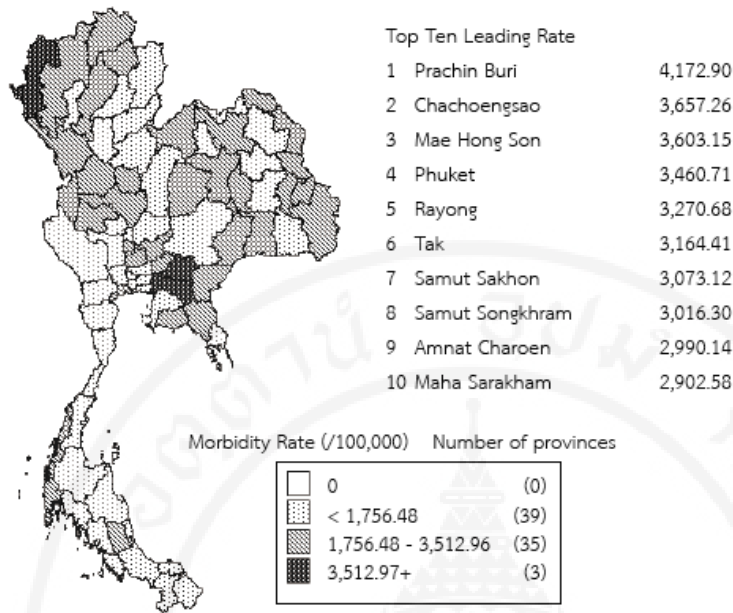 Top Ten Leading Rate
1 Prachin Buri 4,172.90
2 Chachoengsao 3,657.26
3 Mae Hong Son 3,603.15
4 Phuket 3,460.71
5 Rayong 3,270.68
6 Tak 3,164.41
7 Samut Sakhon 3,073.12
8 Samut Songkhram 3,016.30
9 Amnat Charoen 2,990.14
10 Maha Sarakham 2,902.58
Morbidity Rate (/100,000) Number of provinces
0 (0)
< 1,756.48 (39)
1,756.48 - 3,512.96 (35)
3,512.97+ (3)